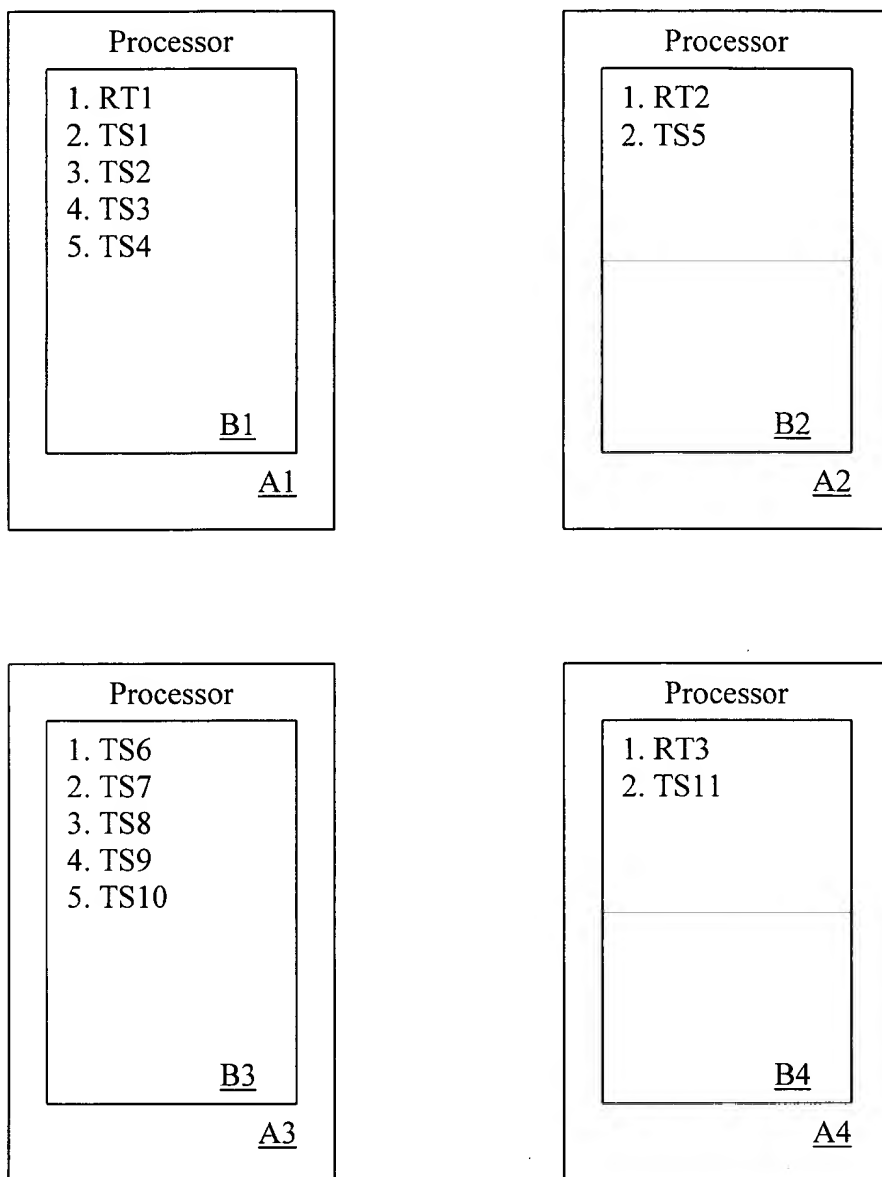 Processor
1. RT1
2. TS1
3. TS2
4. TS3
5. TS4
B1
A1
Processor
1. RT2
2. TS5
B2
A2
Processor
1. TS6
2. TS7
3. TS8
4. TS9
5. TS10
B3
A3
Processor
1. RT3
2. TS11
B4
A4